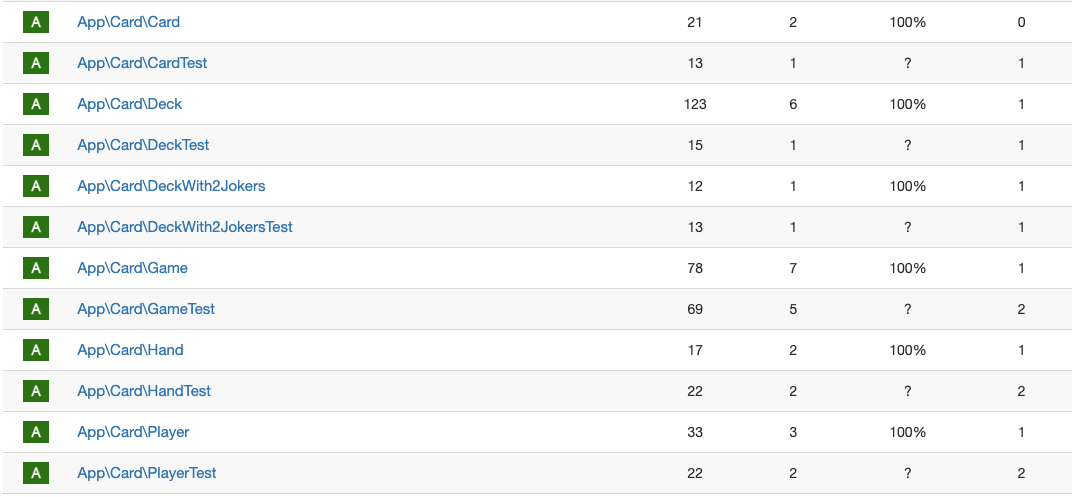 A App\Card\Card 21 2 100% 0
A App\Card\CardTest 13 1 ? 1
A App\Card\Deck 123 6 100% 1
A App\Card\DeckTest 15 1 ? 1
A App\Card\DeckWith2Jokers 12 1 100% 1
A App\Card\DeckWith2JokersTest 13 1 ? 1
A App\Card\Game 78 7 100% 1
A App\Card\GameTest 69 5 ? 2
A App\Card\Hand 17 2 100% 1
A App\Card\HandTest 22 2 ? 2
A App\Card\Player 33 3 100% 1
A App\Card\PlayerTest 22 2 ? 2